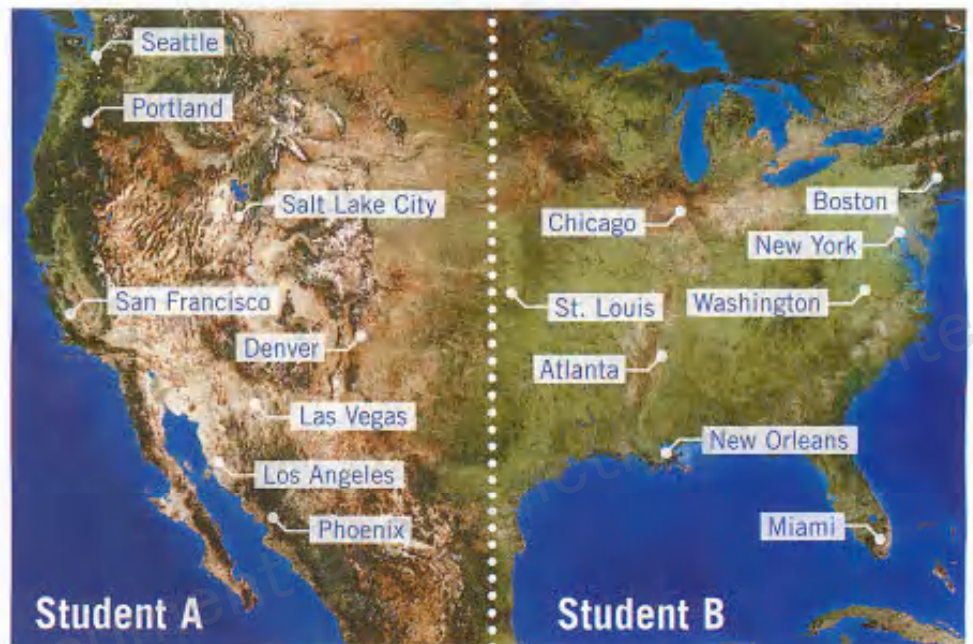 Seattle
Portland
Salt Lake City
San Francisco
Denver
Las Vegas
Los Angeles
Phoenix
Student A
Boston
Chicago
New York
St. Louis
Washington
Atlanta
New Orleans
Miami
Student B